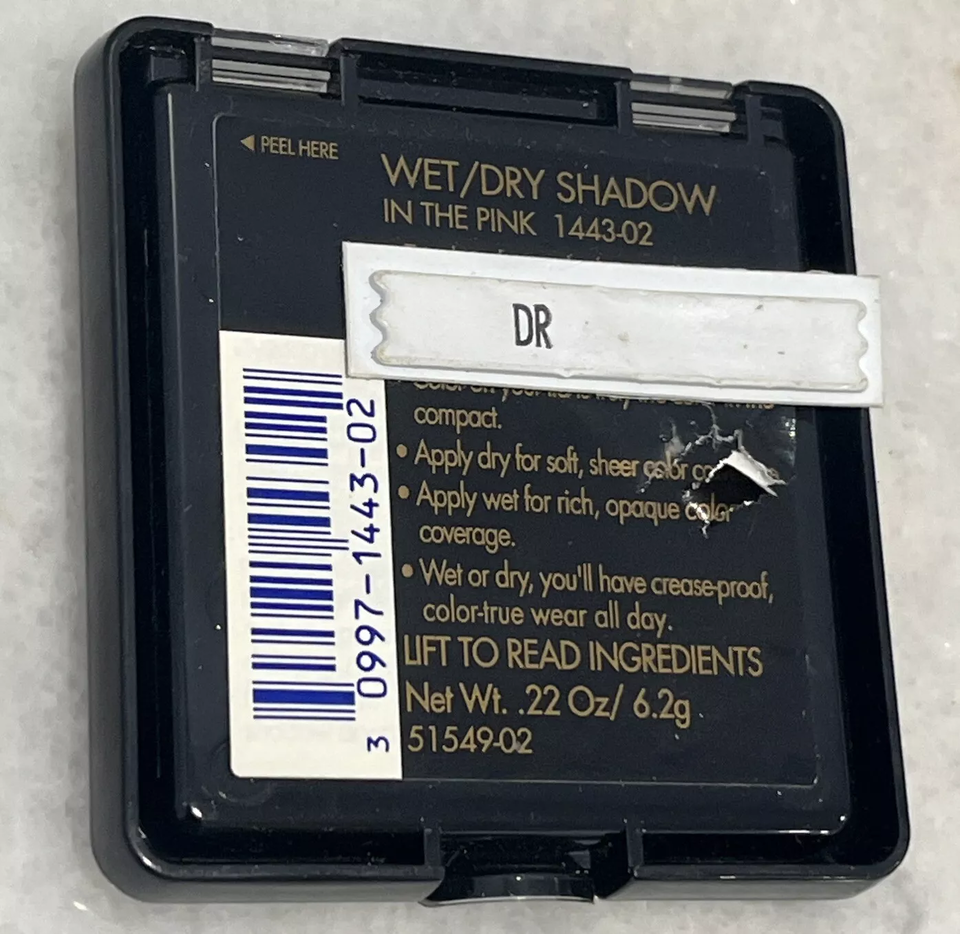 ◀ PEEL HERE
WET/DRY SHADOW
IN THE PINK 1443-02
DR
compact.
• Apply dry for soft, sheer color
• Apply wet for rich, opaque color
coverage.
• Wet or dry, you'll have crease-proof,
color-true wear all day.
LIFT TO READ INGREDIENTS
Net Wt. .22 Oz/ 6.2g
51549-02
3 0997-1443-02